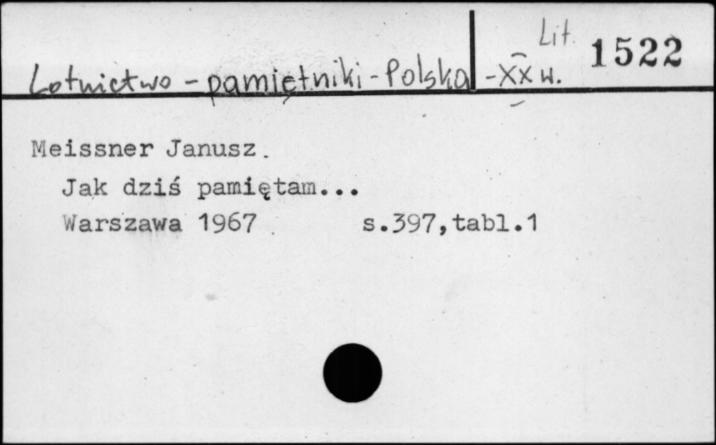 Lit. 1522
Lotnictwo - pamiętniki - Polska - XX w.
Meissner Janusz.
Jak dziś pamiętam...
Warszawa 1967 s.397,tabl.1